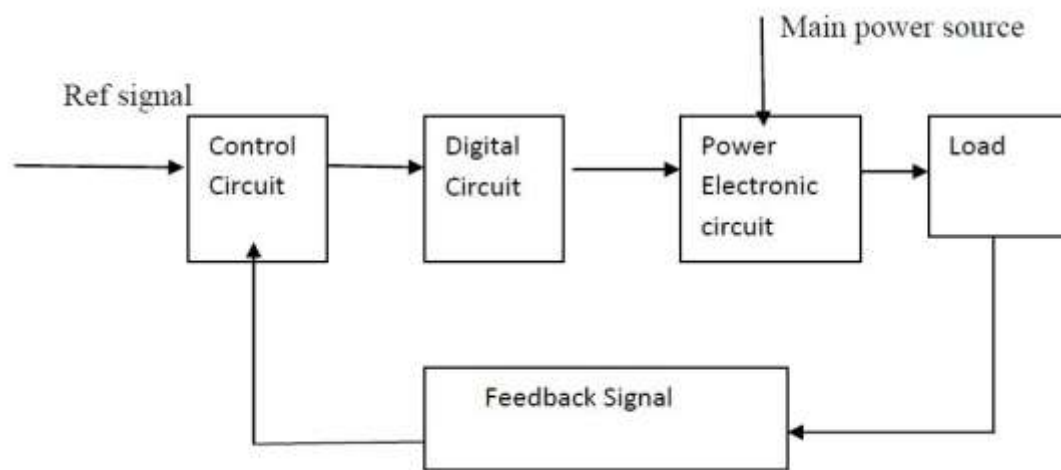 Main power source
Ref signal
Control
Circuit
Digital
Circuit
Power
Electronic
circuit
Load
Feedback Signal